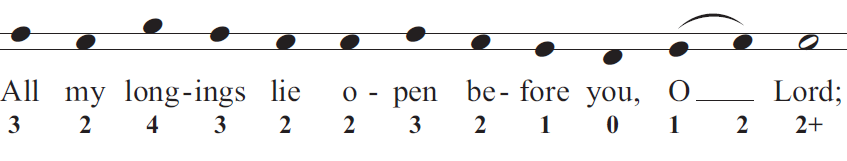 All my long-ings lie o - pen be- fore you, O____ Lord;
3 2 4 3 2 2 3 2 1 0 1 2 2+